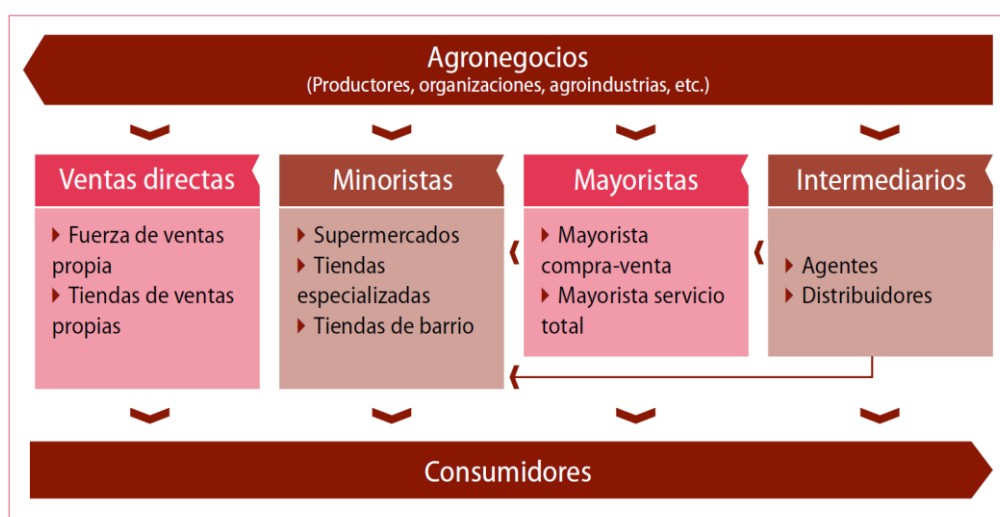 Agronegocios
(Productores, organizaciones, agroindustrias, etc.)
Ventas directas
Fuerza de ventas
propia
Tiendas de ventas
propias
Minoristas
Supermercados
Tiendas
especializadas
Tiendas de barrio
Mayoristas
Mayorista
compra-venta
Mayorista servicio
total
Intermediarios
Agentes
Distribuidores
Consumidores